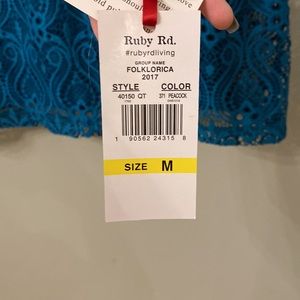 Ruby Rd.
#rubyrdliving
GROUP NAME
FOLKLORICA
2017
STYLE COLOR
40150 QT 371 PEACOCK
1 90562 24315 8
SIZE M